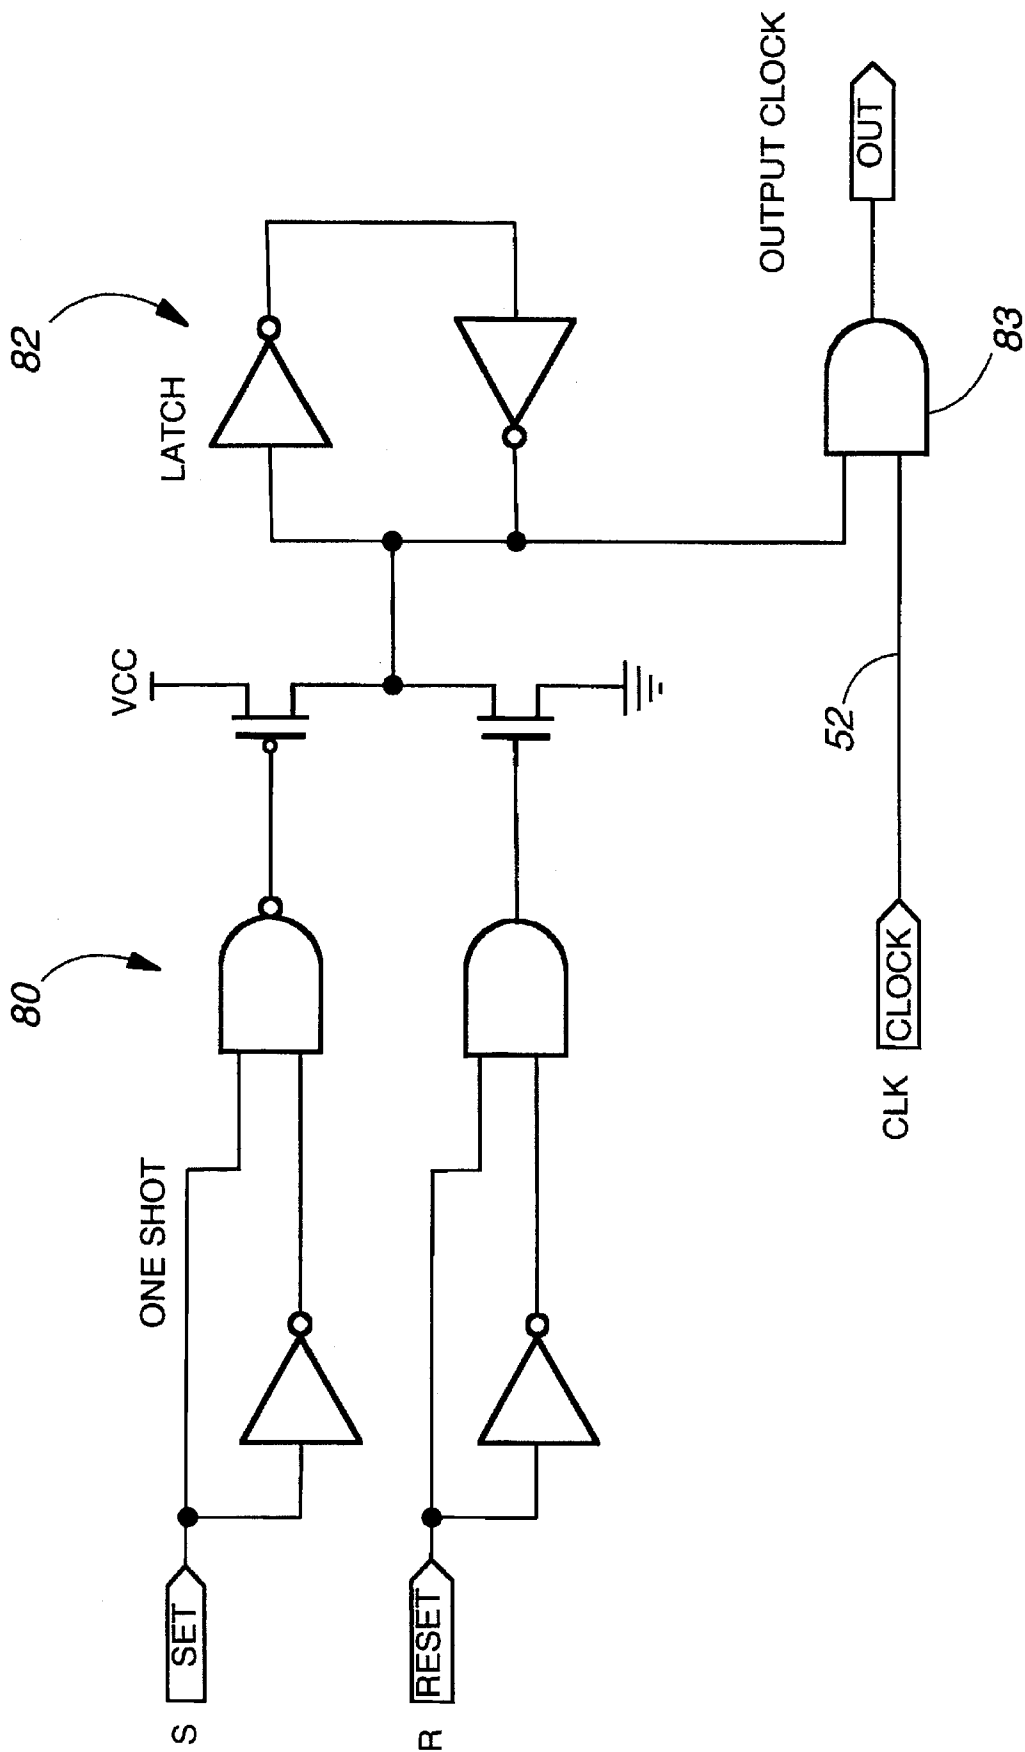 80
82
ONE SHOT
VCC
LATCH
S
SET
R
RESET
OUTPUT CLOCK
52
CLK
CLOCK
OUT
83